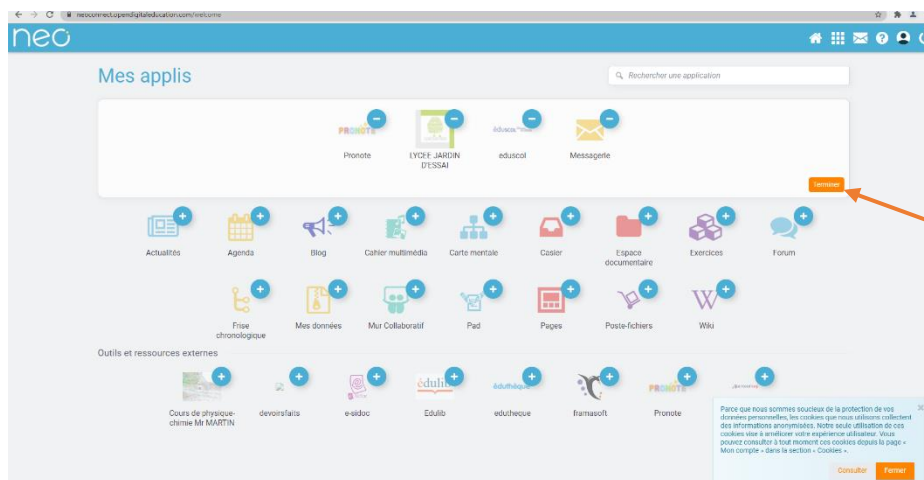 neoconnect.opendigitaleducation.com/welcome
neo
Mes applis
Rechercher une application
PRONOTE
Pronote
LYCEE JARDIN
D'ESSAI
eduscol
Messagerie
Terminer
Actualités
Agenda
Blog
Cahier multimédia
Carte mentale
Casier
Espace
documentaire
Exercices
Forum
Frise
chronologique
Mes données
Mur Collaboratif
Pad
Pages
Poste-fichiers
Wiki
Outils et ressources externes
Cours de physique-
chimie Mr MARTIN
devoirsfaits
e-sidoc
Edulib
éduthèque
edutheque
framasoft
PRONOTE
Pronote
Parce que nous sommes soucieux de la protection de vos
données personnelles, les cookies que nous utilisons collectent
des informations anonymisées. Notre seule utilisation de ces
cookies vise à améliorer votre expérience utilisateur. Vous
pouvez consulter à tout moment ces cookies depuis la page «
Mon compte » dans la section « Cookies ».
Consulter
Fermer